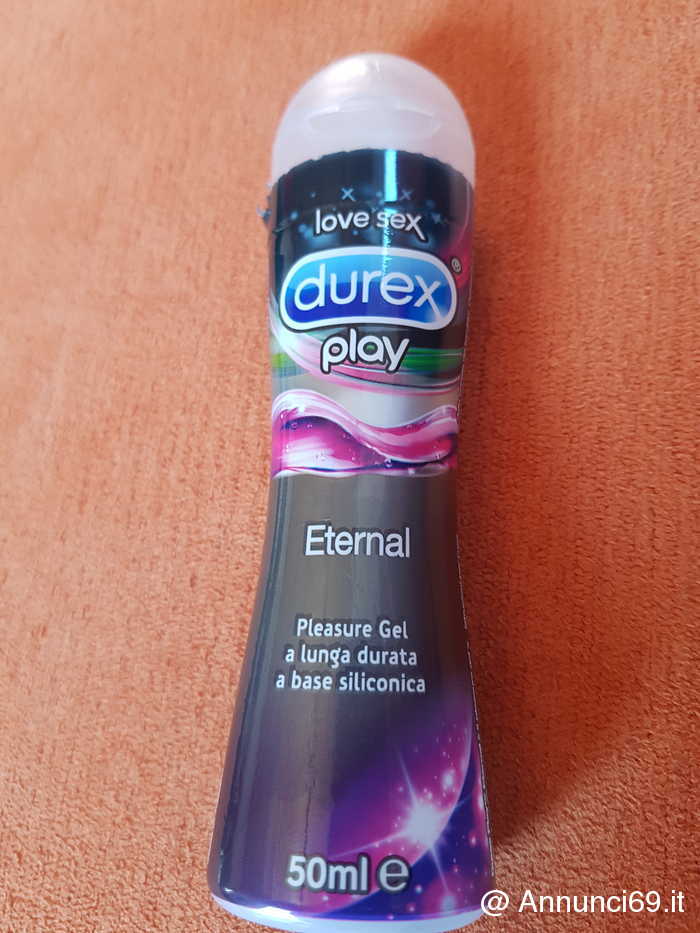 love sex
durex®
play
Eternal
Pleasure Gel
a lunga durata
a base siliconica
50ml ℮
@ Annunci69.it